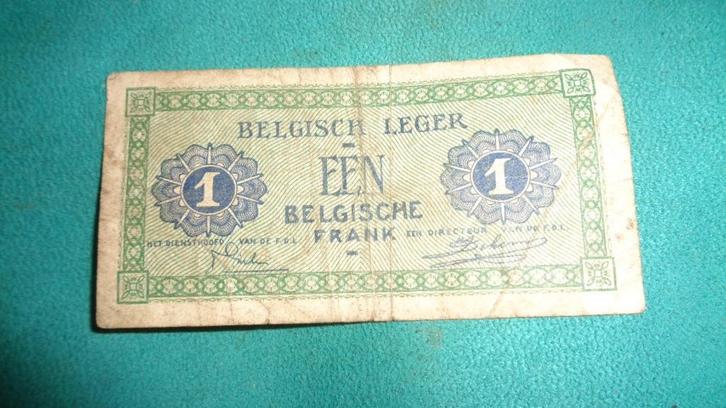 BELGISCH LEGER
EEN
1 1
BELGISCHE
FRANK
HET DIENSTHOOFD VAN DE F.D.L. EEN DIRECTEUR VAN DE F.D.L.